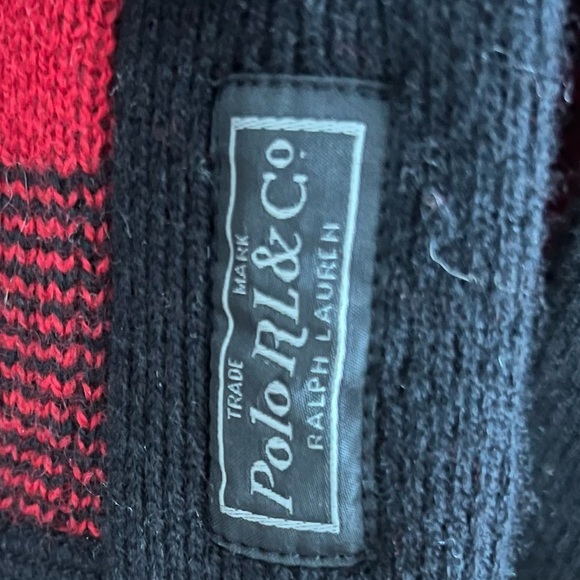 TRADE MARK
Polo RL & Co.
RALPH LAUREN